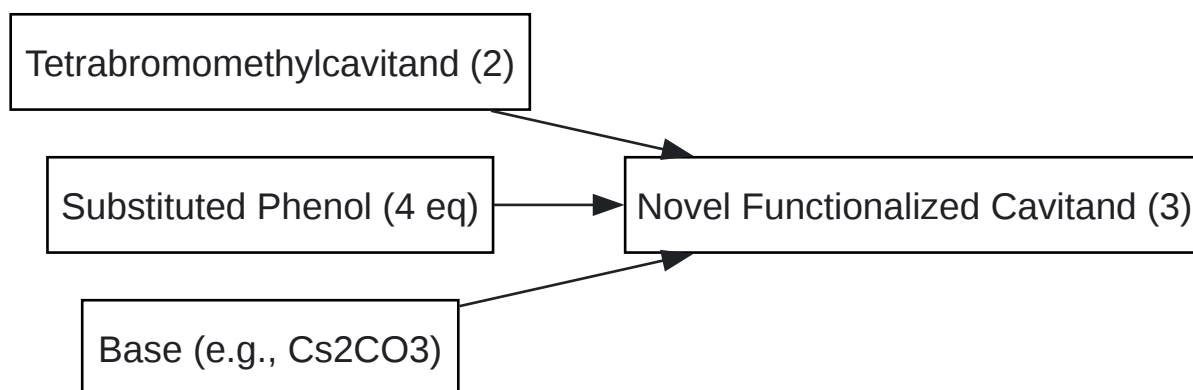 Tetrabromomethylcavitand (2)
Substituted Phenol (4 eq)
Novel Functionalized Cavitand (3)
Base (e.g., Cs2CO3)